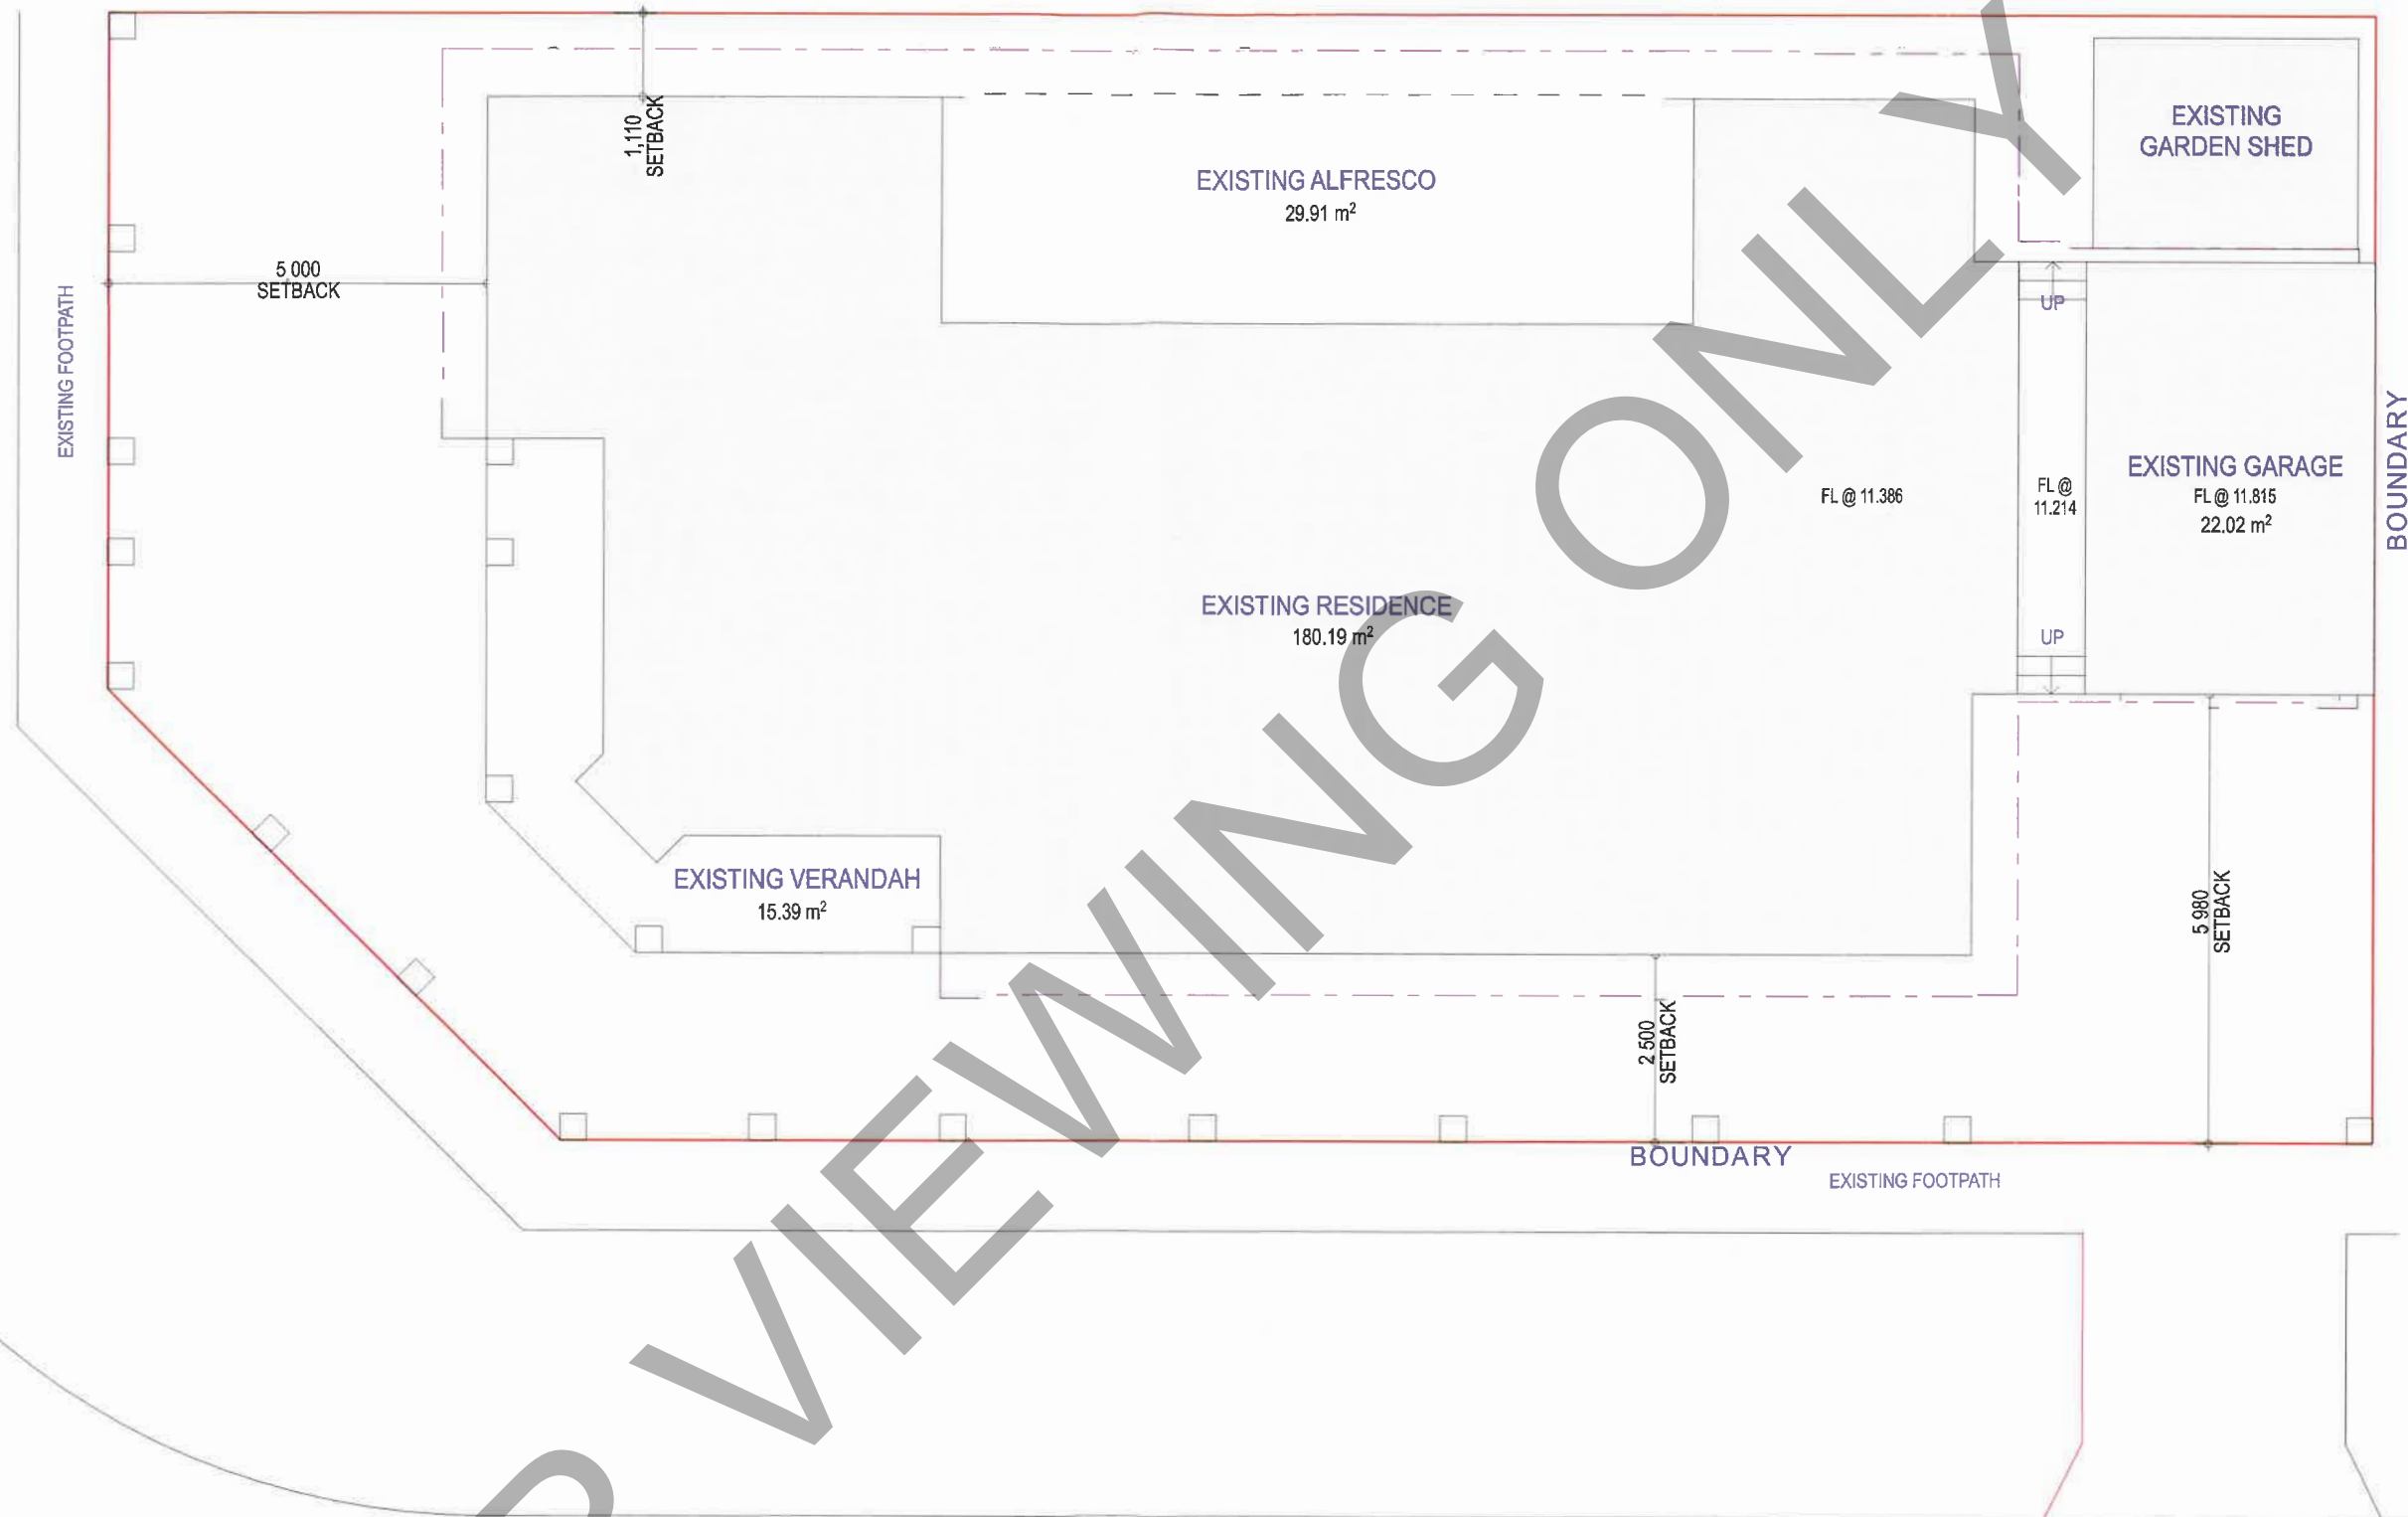 1,110
SETBACK
EXISTING
GARDEN SHED
EXISTING ALFRESCO
29.91 m²
5 000
SETBACK
UP
EXISTING FOOTPATH
BOUNDARY
EXISTING GARAGE
FL @ 11.815
22.02 m²
FL @ 11.386
FL @
11.214
EXISTING RESIDENCE
180.19 m²
UP
EXISTING VERANDAH
15.39 m²
5 980
SETBACK
2 500
SETBACK
BOUNDARY
EXISTING FOOTPATH
R VIEWING ONLY